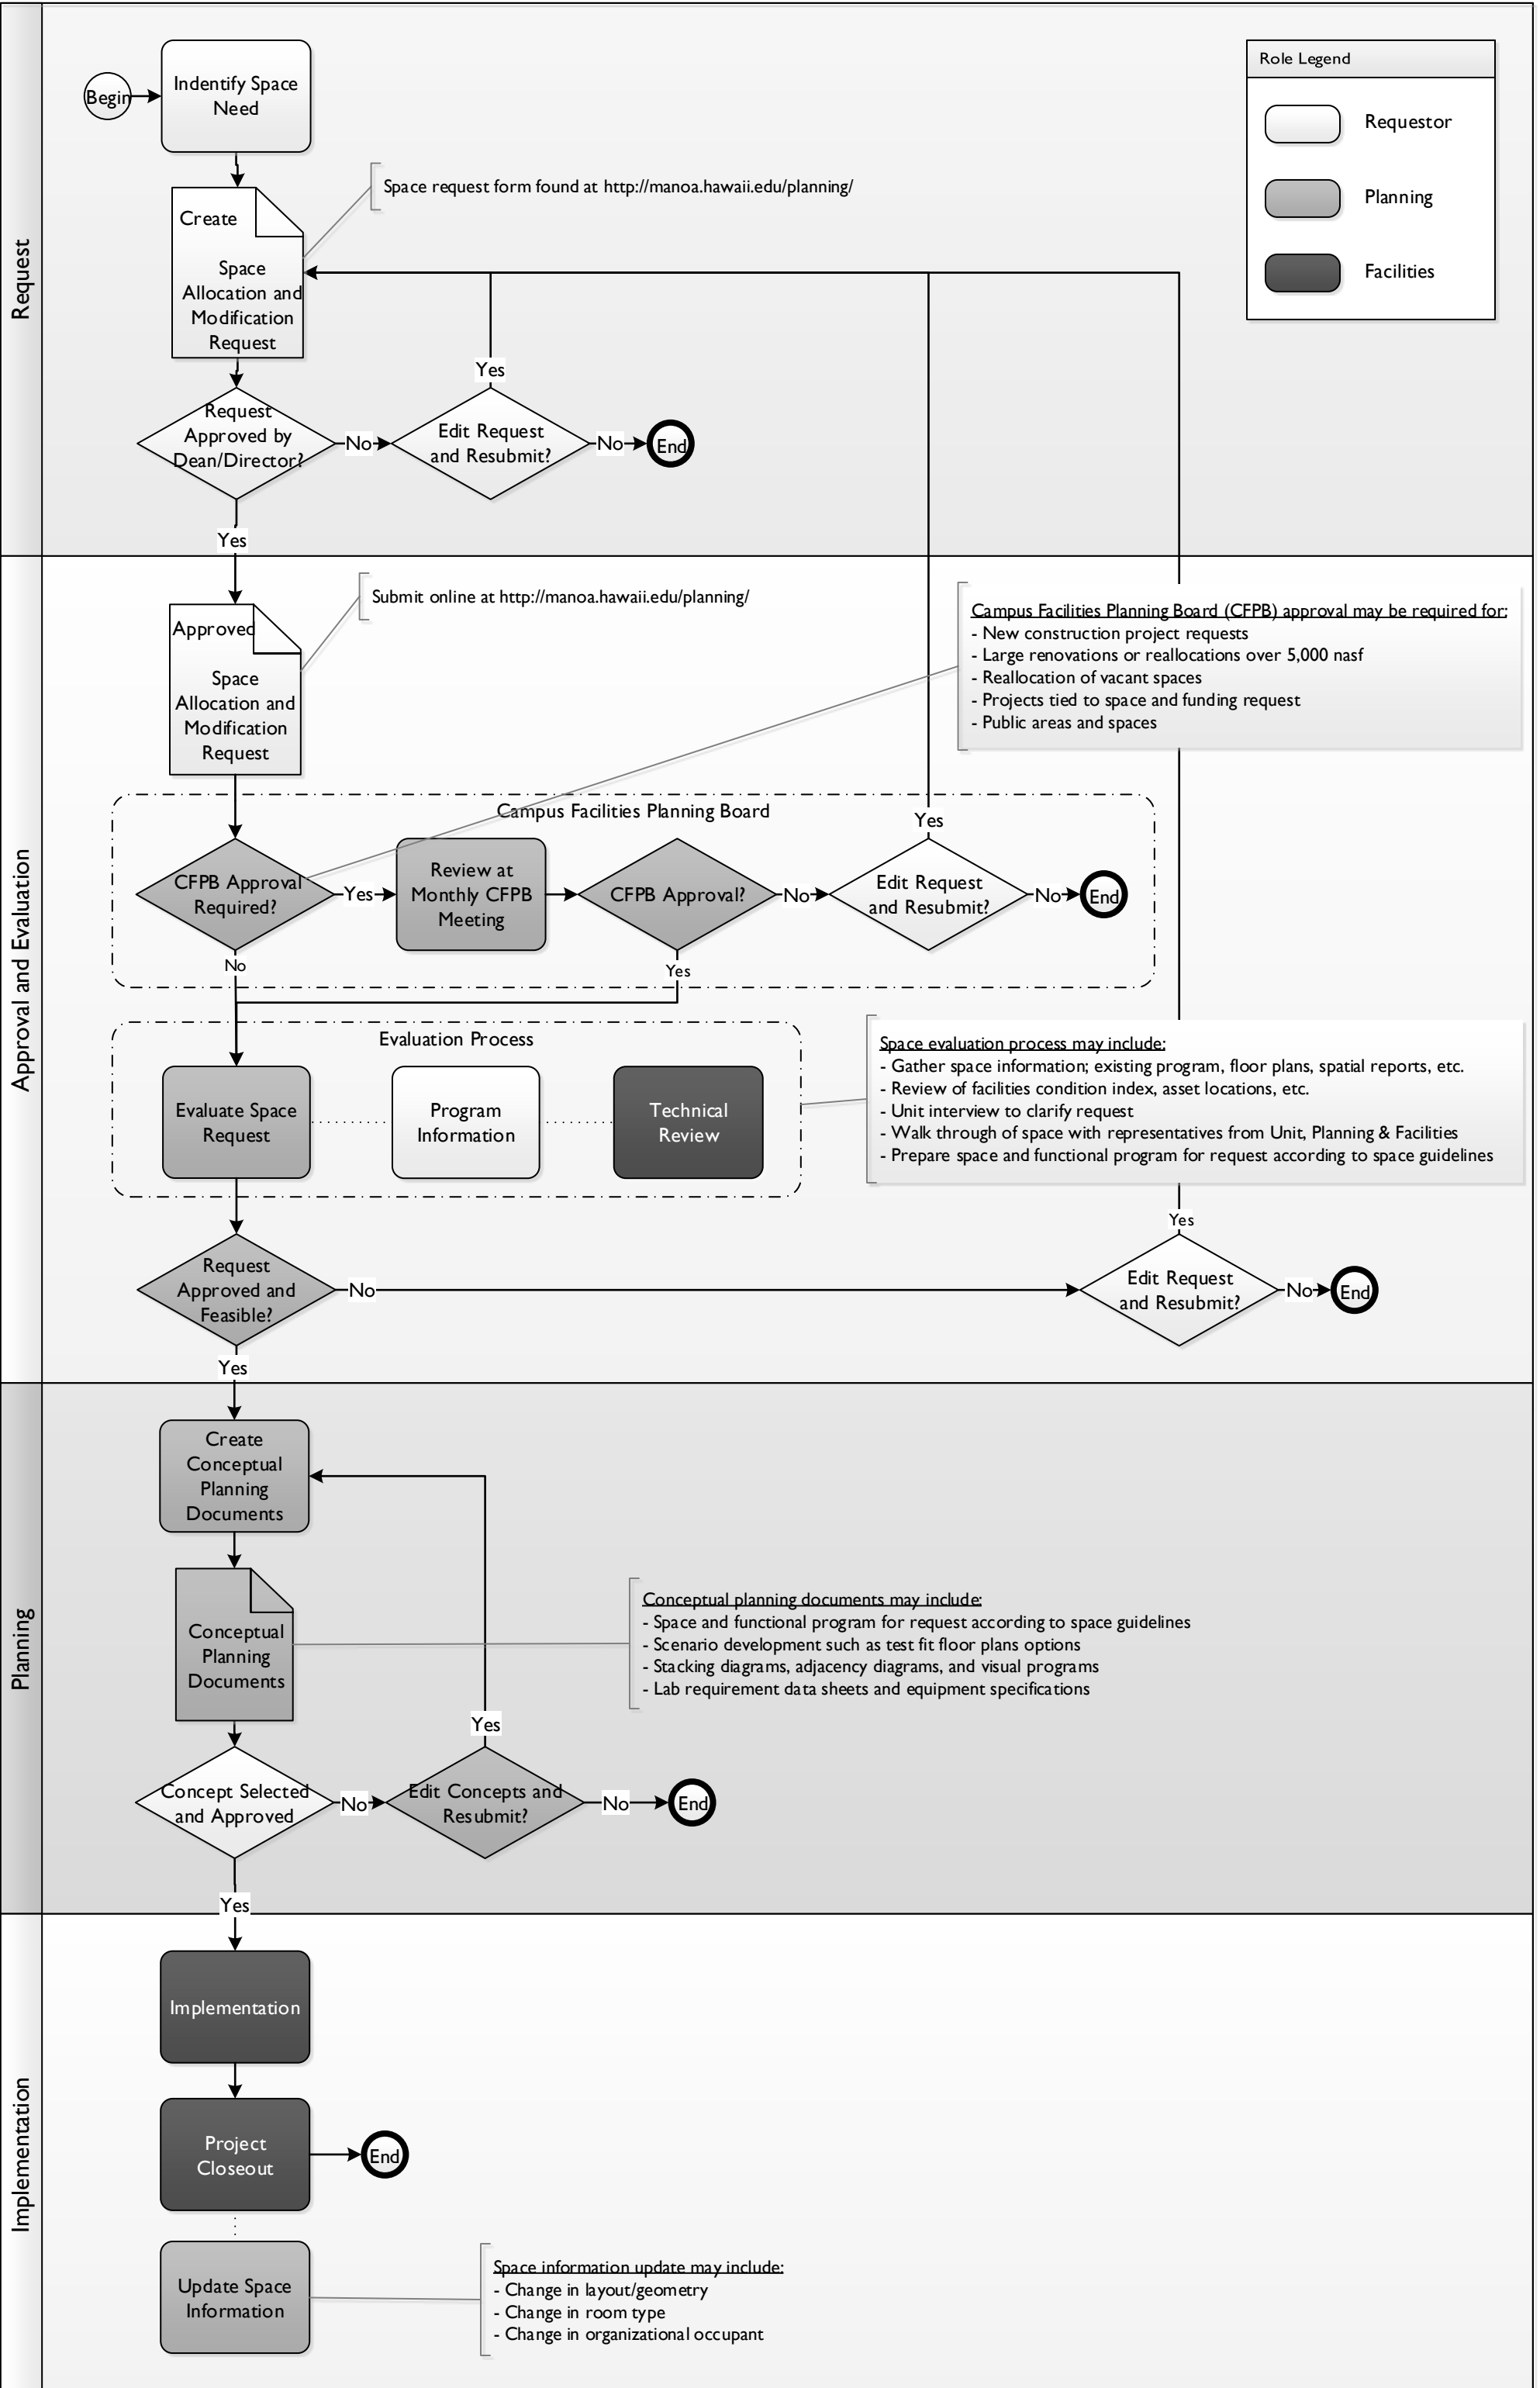 Request
Begin
Indentify Space
Need
Role Legend
Requestor
Planning
Facilities
Space request form found at http://manoa.hawaii.edu/planning/
Create
Space
Allocation and
Modification
Request
Request
Approved by
Dean/Director?
No
Yes
Edit Request
and Resubmit?
No
End
Yes
Approval and Evaluation
Submit online at http://manoa.hawaii.edu/planning/
Approved
Space
Allocation and
Modification
Request
Campus Facilities Planning Board (CFPB) approval may be required for:
- New construction project requests
- Large renovations or reallocations over 5,000 nasf
- Reallocation of vacant spaces
- Projects tied to space and funding request
- Public areas and spaces
Campus Facilities Planning Board
CFPB Approval
Required?
Yes
Review at
Monthly CFPB
Meeting
CFPB Approval?
No
Yes
Edit Request
and Resubmit?
No
End
No
Yes
Evaluation Process
Evaluate Space
Request
Program
Information
Technical
Review
Space evaluation process may include:
- Gather space information; existing program, floor plans, spatial reports, etc.
- Review of facilities condition index, asset locations, etc.
- Unit interview to clarify request
- Walk through of space with representatives from Unit, Planning & Facilities
- Prepare space and functional program for request according to space guidelines
Request
Approved and
Feasible?
No
Yes
Edit Request
and Resubmit?
No
End
Yes
Planning
Create
Conceptual
Planning
Documents
Conceptual
Planning
Documents
Conceptual planning documents may include:
- Space and functional program for request according to space guidelines
- Scenario development such as test fit floor plans options
- Stacking diagrams, adjacency diagrams, and visual programs
- Lab requirement data sheets and equipment specifications
Concept Selected
and Approved
No
Yes
Edit Concepts and
Resubmit?
No
End
Yes
Implementation
Implementation
Project
Closeout
End
Update Space
Information
Space information update may include:
- Change in layout/geometry
- Change in room type
- Change in organizational occupant